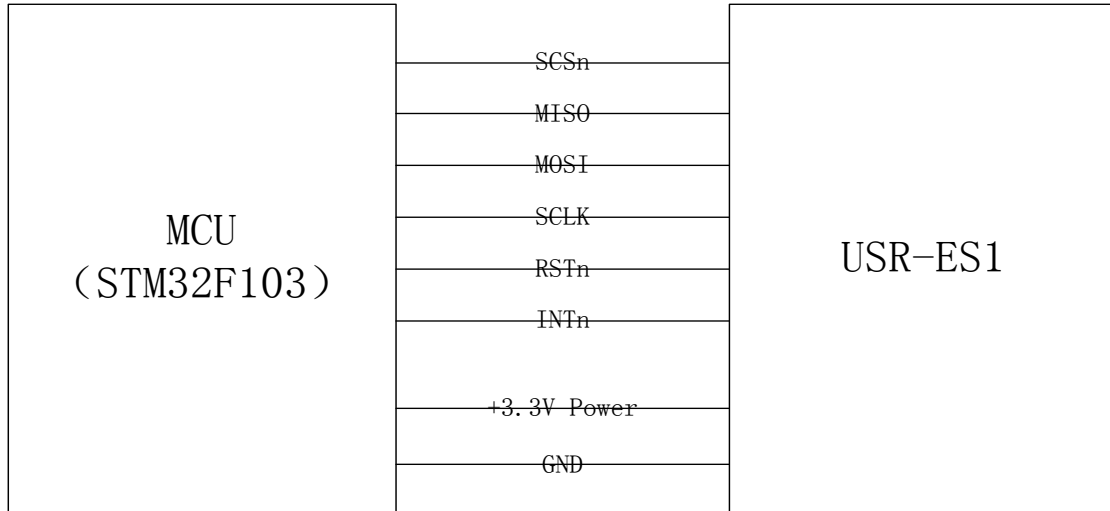 SCSn
MISO
MOSI
SCLK
RSTn
INTn
+3.3V Power
GND
MCU
（STM32F103）
USR-ES1